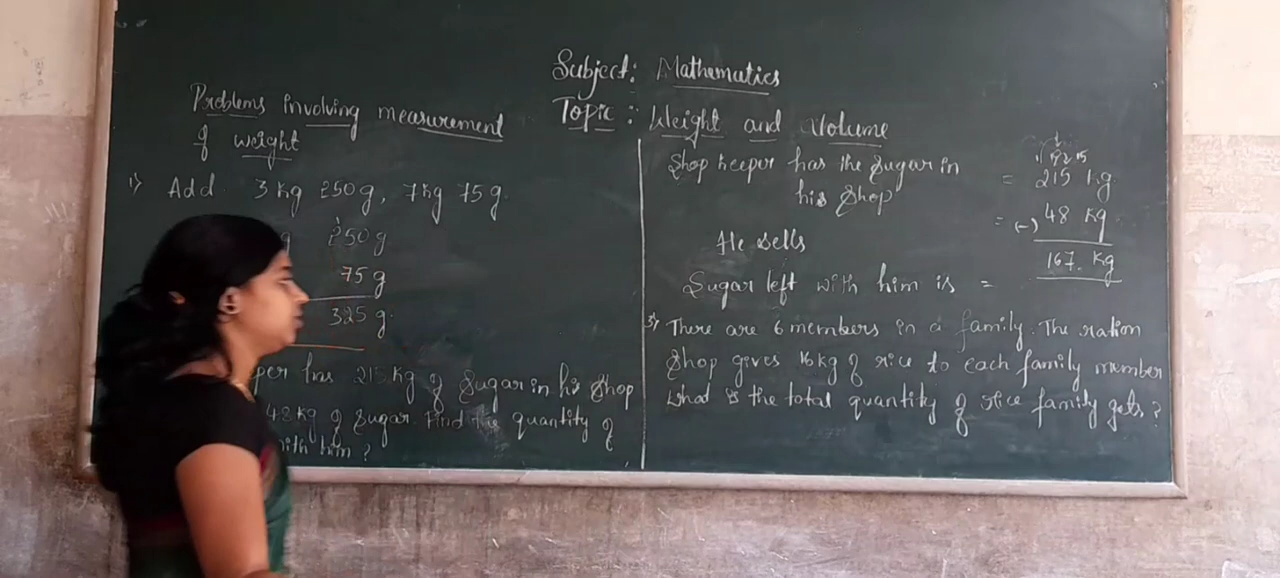 Subject: Mathematics
Topic : Weight and Volume
Problems involving measurement
of weight
1) Add 3 kg 250 g, 7 kg 75 g.
g 250 g
75 g
325 g.
per has 215 kg of sugar in his shop
48 kg of sugar. Find the quantity of
with him ?
Shop keeper has the sugar in = 215 kg.
his shop
He sells = (-) 48 kg
Sugar left with him is = 167. kg
3) There are 6 members in a family. The ration
shop gives 16 kg of rice to each family member
what is the total quantity of rice family gets ?